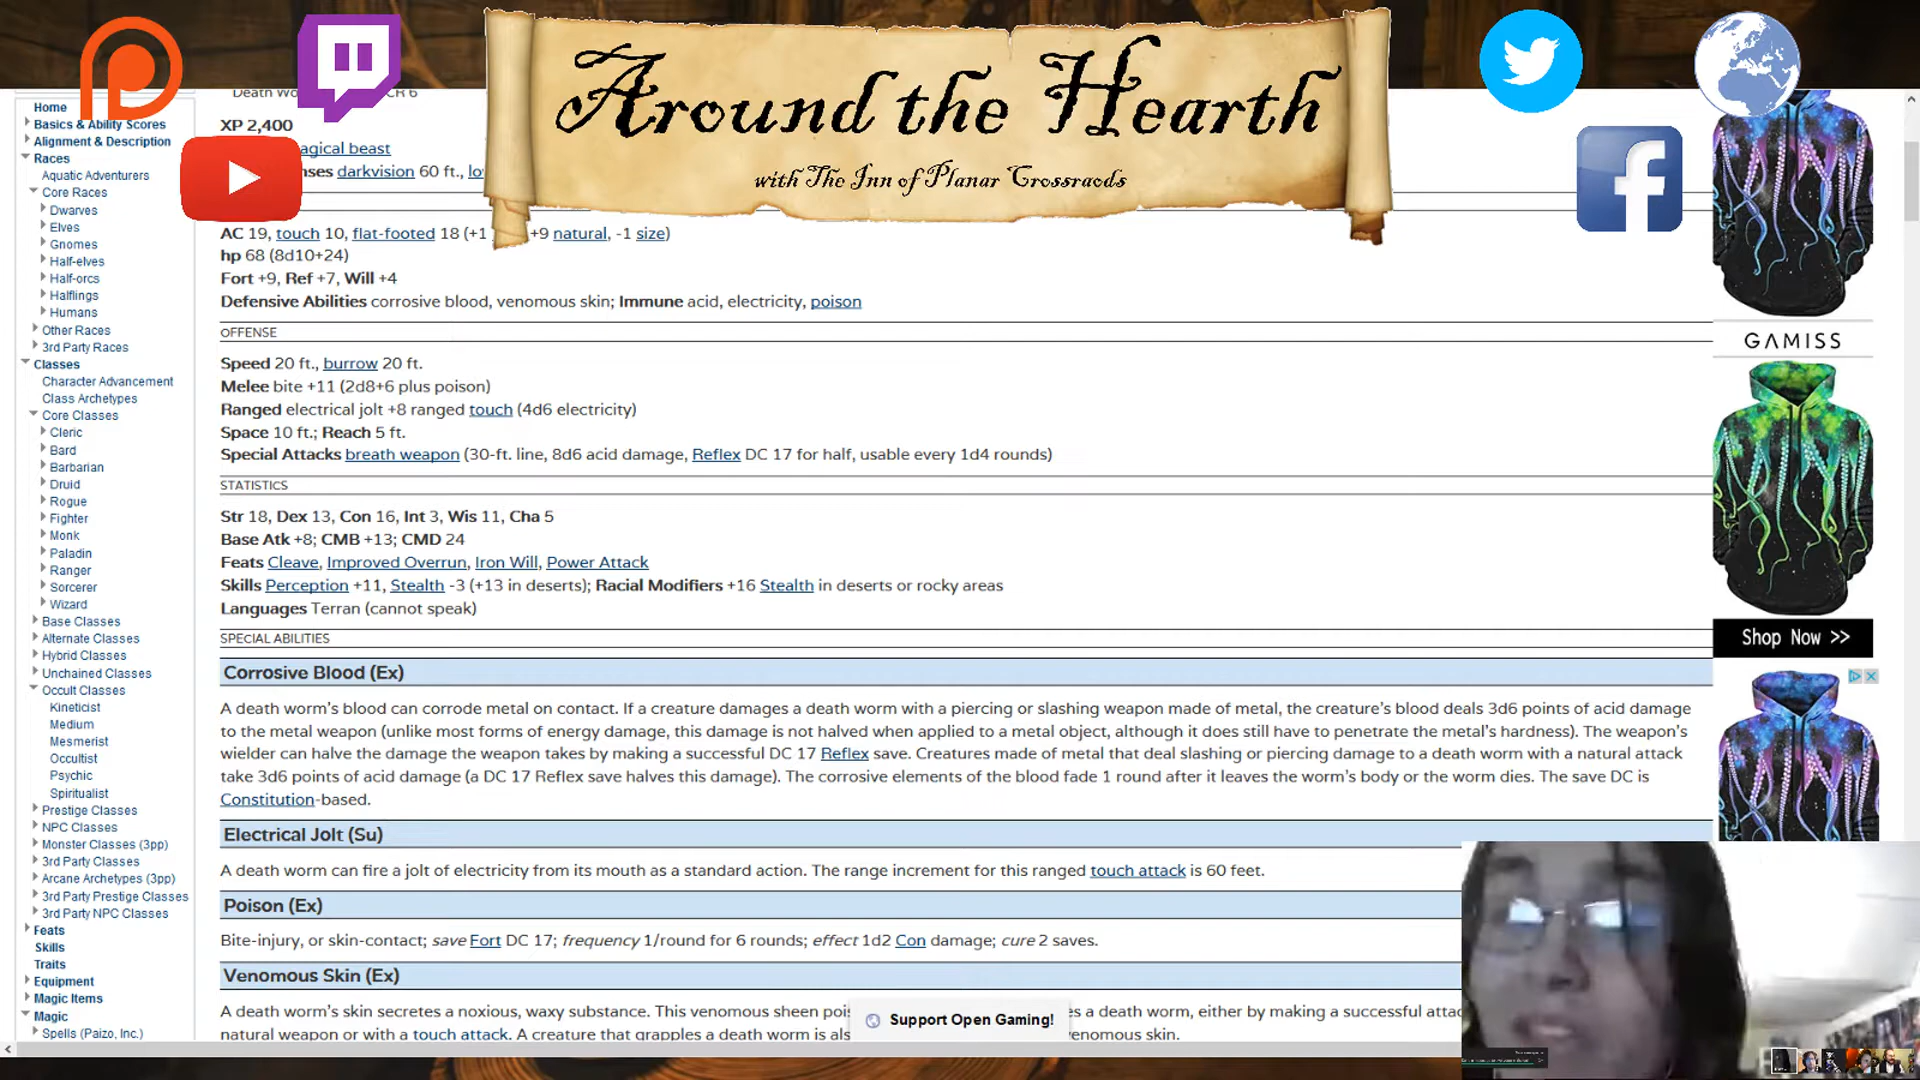 Around the Hearth
with The Inn of Planar Crossraods
CR 6
XP 2,400
agical beast
nses darkvision 60 ft., lo
AC 19, touch 10, flat-footed 18 (+1 +9 natural, -1 size)
hp 68 (8d10+24)
Fort +9, Ref +7, Will +4
Defensive Abilities corrosive blood, venomous skin; Immune acid, electricity, poison
OFFENSE
Speed 20 ft., burrow 20 ft.
Melee bite +11 (2d8+6 plus poison)
Ranged electrical jolt +8 ranged touch (4d6 electricity)
Space 10 ft.; Reach 5 ft.
Special Attacks breath weapon (30-ft. line, 8d6 acid damage, Reflex DC 17 for half, usable every 1d4 rounds)
STATISTICS
Str 18, Dex 13, Con 16, Int 3, Wis 11, Cha 5
Base Atk +8; CMB +13; CMD 24
Feats Cleave, Improved Overrun, Iron Will, Power Attack
Skills Perception +11, Stealth -3 (+13 in deserts); Racial Modifiers +16 Stealth in deserts or rocky areas
Languages Terran (cannot speak)
SPECIAL ABILITIES
Corrosive Blood (Ex)
A death worm's blood can corrode metal on contact. If a creature damages a death worm with a piercing or slashing weapon made of metal, the creature's blood deals 3d6 points of acid damage
to the metal weapon (unlike most forms of energy damage, this damage is not halved when applied to a metal object, although it does still have to penetrate the metal's hardness). The weapon's
wielder can halve the damage the weapon takes by making a successful DC 17 Reflex save. Creatures made of metal that deal slashing or piercing damage to a death worm with a natural attack
take 3d6 points of acid damage (a DC 17 Reflex save halves this damage). The corrosive elements of the blood fade 1 round after it leaves the worm's body or the worm dies. The save DC is
Constitution-based.
Electrical Jolt (Su)
A death worm can fire a jolt of electricity from its mouth as a standard action. The range increment for this ranged touch attack is 60 feet.
Poison (Ex)
Bite-injury, or skin-contact; save Fort DC 17; frequency 1/round for 6 rounds; effect 1d2 Con damage; cure 2 saves.
Venomous Skin (Ex)
A death worm's skin secretes a noxious, waxy substance. This venomous sheen pois es a death worm, either by making a successful attac
natural weapon or with a touch attack. A creature that grapples a death worm is als enomous skin.
Support Open Gaming!
Home
Basics & Ability Scores
Alignment & Description
Races
Aquatic Adventurers
Core Races
Dwarves
Elves
Gnomes
Half-elves
Half-orcs
Halflings
Humans
Other Races
3rd Party Races
Classes
Character Advancement
Class Archetypes
Core Classes
Cleric
Bard
Barbarian
Druid
Rogue
Fighter
Monk
Paladin
Ranger
Sorcerer
Wizard
Base Classes
Alternate Classes
Hybrid Classes
Unchained Classes
Occult Classes
Kineticist
Medium
Mesmerist
Occultist
Psychic
Spiritualist
Prestige Classes
NPC Classes
Monster Classes (3pp)
3rd Party Classes
Arcane Archetypes (3pp)
3rd Party Prestige Classes
3rd Party NPC Classes
Feats
Skills
Traits
Equipment
Magic Items
Magic
Spells (Paizo, Inc.)
GAMISS
Shop Now >>